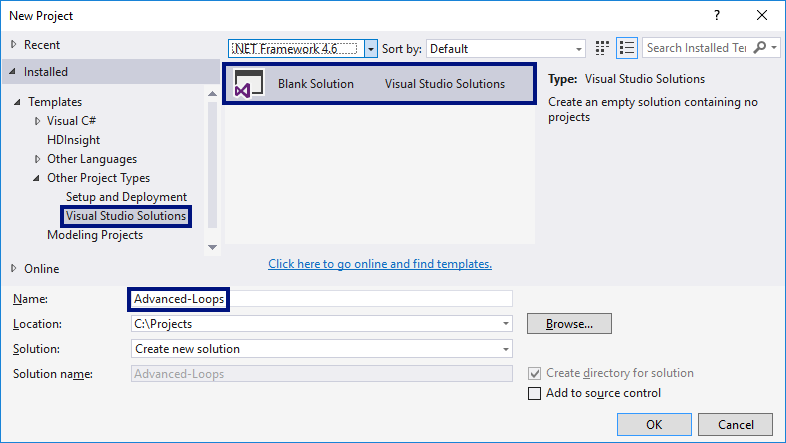 New Project
?
Recent
Installed
Templates
Visual C#
HDInsight
Other Languages
Other Project Types
Setup and Deployment
Visual Studio Solutions
Modeling Projects
Online
.NET Framework 4.6
Sort by: Default
Search Installed Te
Blank Solution Visual Studio Solutions
Type: Visual Studio Solutions
Create an empty solution containing no
projects
Click here to go online and find templates.
Name: Advanced-Loops
Location: C:\Projects
Browse...
Solution: Create new solution
Solution name: Advanced-Loops
Create directory for solution
Add to source control
OK Cancel